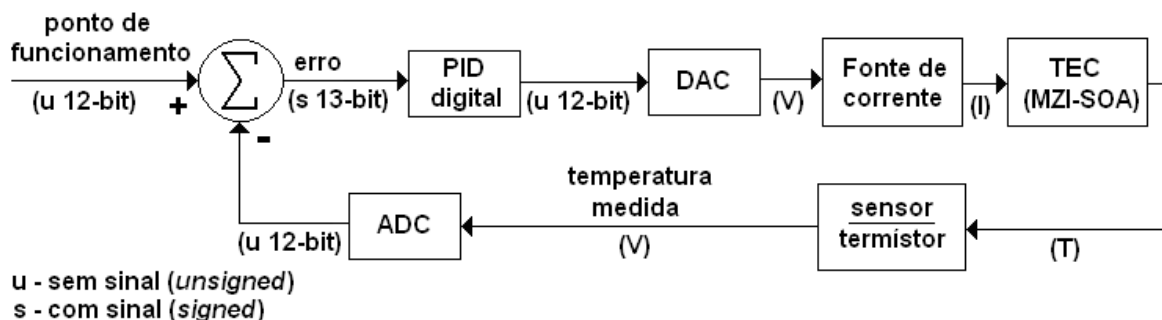 ponto de
funcionamento
(u 12-bit)
+
Σ
-
erro
(s 13-bit)
PID
digital
(u 12-bit)
DAC
(V)
Fonte de
corrente
(I)
TEC
(MZI-SOA)
(T)
sensor
termístor
temperatura
medida
(V)
ADC
(u 12-bit)
u - sem sinal (unsigned)
s - com sinal (signed)